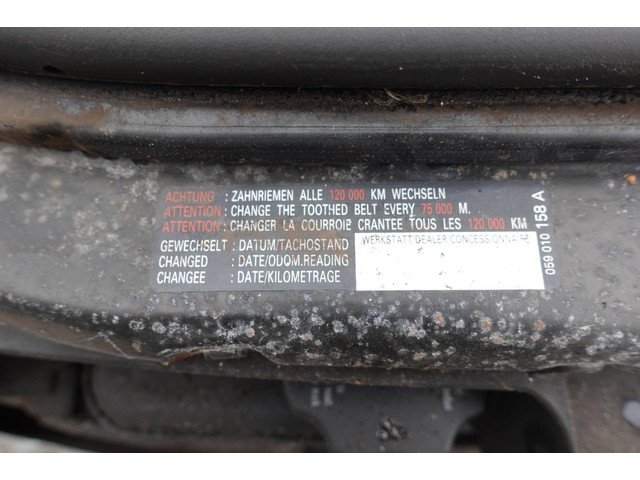 ACHTUNG : ZAHNRIEMEN ALLE 120 000 KM WECHSELN
ATTENTION : CHANGE THE TOOTHED BELT EVERY 75 000 M.
ATTENTION : CHANGER LA COURROIE CRANTEE TOUS LES 120 000 KM
GEWECHSELT : DATUM/TACHOSTAND
CHANGED : DATE/ODOM.READING
CHANGEE : DATE/KILOMETRAGE
WERKSTATT/DEALER CONCESSIONNAIRE
059 010 158 A